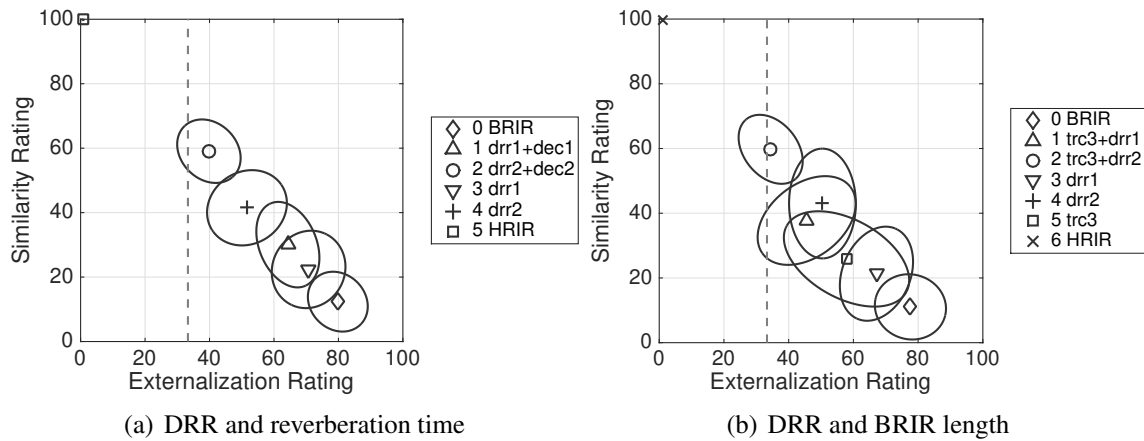 100
80
60
40
20
0
Similarity Rating
0 20 40 60 80 100
Externalization Rating
0 BRIR
1 drr1+dec1
2 drr2+dec2
3 drr1
4 drr2
5 HRIR
(a) DRR and reverberation time
100
80
60
40
20
0
Similarity Rating
0 20 40 60 80 100
Externalization Rating
0 BRIR
1 trc3+drr1
2 trc3+drr2
3 drr1
4 drr2
5 trc3
6 HRIR
(b) DRR and BRIR length